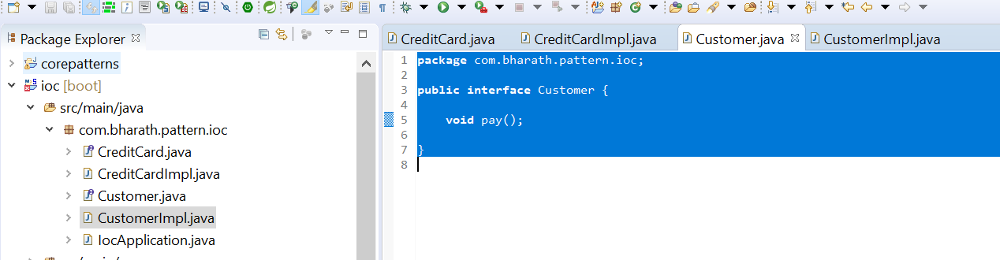 Package Explorer
corepatterns
ioc [boot]
src/main/java
com.bharath.pattern.ioc
CreditCard.java
CreditCardImpl.java
Customer.java
CustomerImpl.java
IocApplication.java
CreditCard.java CreditCardImpl.java Customer.java CustomerImpl.java
1 package com.bharath.pattern.ioc;
2
3 public interface Customer {
4
5 void pay();
6
7 }
8